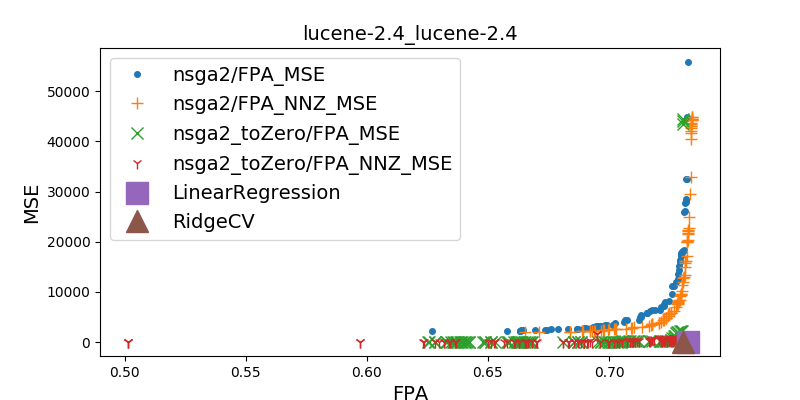 lucene-2.4_lucene-2.4
nsga2/FPA_MSE
nsga2/FPA_NNZ_MSE
nsga2_toZero/FPA_MSE
nsga2_toZero/FPA_NNZ_MSE
LinearRegression
RidgeCV
MSE
50000
40000
30000
20000
10000
0
0.50 0.55 0.60 0.65 0.70
FPA